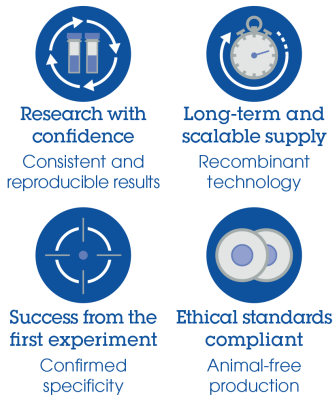 Research with
confidence
Consistent and
reproducible results
Long-term and
scalable supply
Recombinant
technology
Success from the
first experiment
Confirmed
specificity
Ethical standards
compliant
Animal-free
production